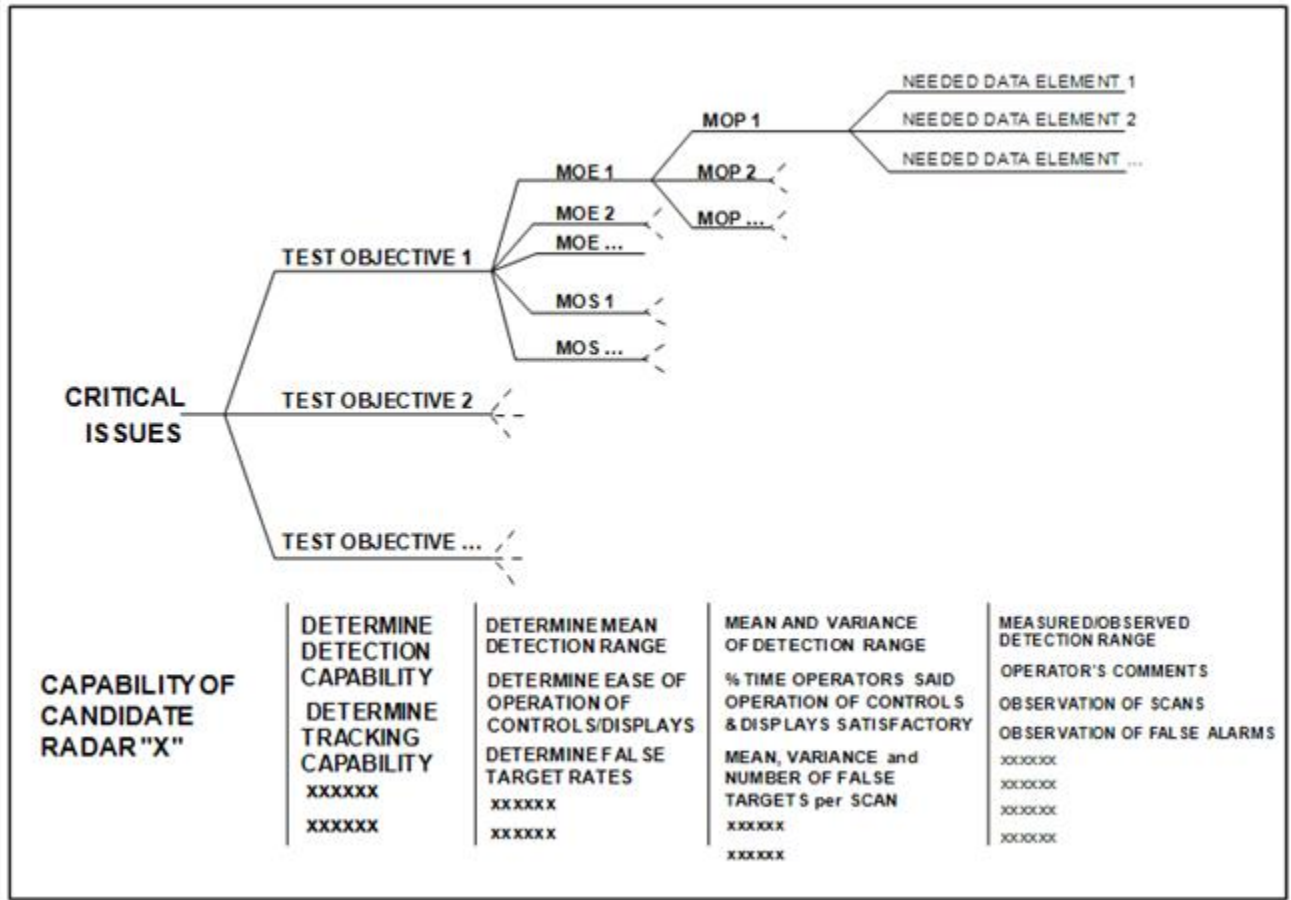 NEEDED DATA ELEMENT 1
MOP 1
NEEDED DATA ELEMENT 2
NEEDED DATA ELEMENT ...
MOE 1
MOP 2
MOE 2
MOP ...
MOE ...
TEST OBJECTIVE 1
MOS 1
MOS ...
CRITICAL
ISSUES
TEST OBJECTIVE 2
TEST OBJECTIVE ...
CAPABILITY OF
CANDIDATE
RADAR "X"
DETERMINE
DETECTION
CAPABILITY
DETERMINE
TRACKING
CAPABILITY
xxxxxx
xxxxxx
DETERMINE MEAN
DETECTION RANGE
DETERMINE EASE OF
OPERATION OF
CONTROLS/DISPLAYS
DETERMINE FALSE
TARGET RATES
xxxxxx
xxxxxx
MEAN AND VARIANCE
OF DETECTION RANGE
% TIME OPERATORS SAID
OPERATION OF CONTROLS
& DISPLAYS SATISFACTORY
MEAN, VARIANCE and
NUMBER OF FALSE
TARGETS per SCAN
xxxxxx
xxxxxx
MEASURED/OBSERVED
DETECTION RANGE
OPERATOR'S COMMENTS
OBSERVATION OF SCANS
OBSERVATION OF FALSE ALARMS
xxxxxx
xxxxxx
xxxxxx
xxxxxx